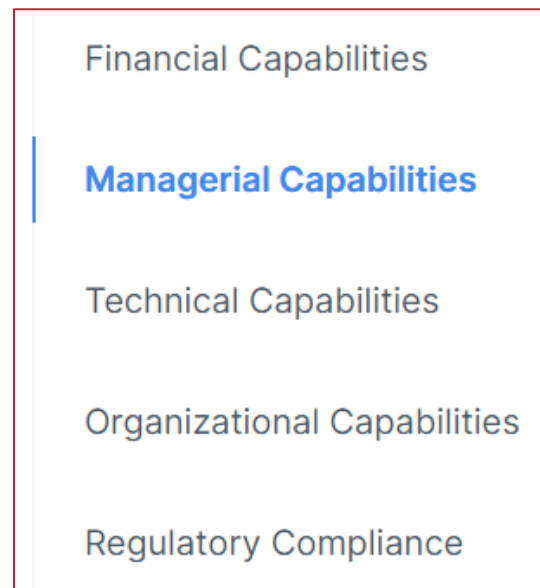 Financial Capabilities
Managerial Capabilities
Technical Capabilities
Organizational Capabilities
Regulatory Compliance